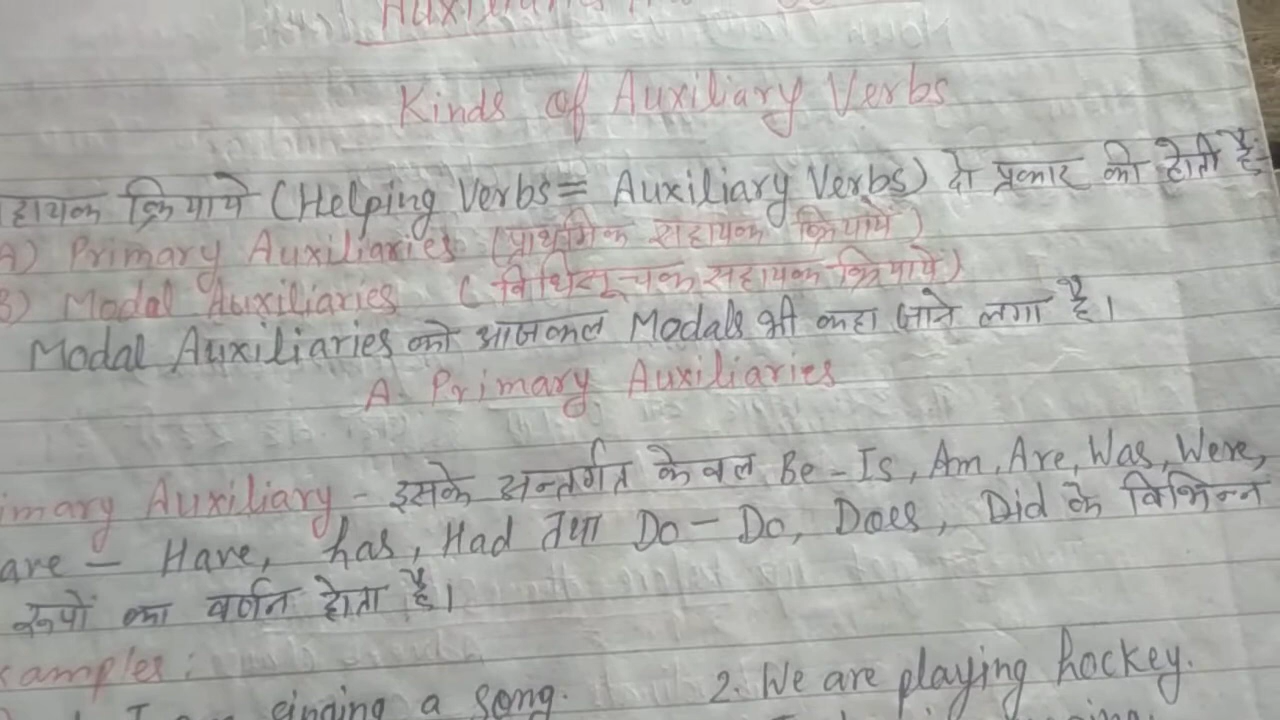 Auxiliaries
Kinds of Auxiliary Verbs
हायक क्रियाये (Helping Verbs = Auxiliary Verbs) दो प्रकार की होती है-
A) Primary Auxiliaries (प्राथमिक सहायक क्रियाये)
B) Modal Auxiliaries (विधिसूचक सहायक क्रियाये)
Modal Auxiliaries को आजकल Modals भी कहा जाने लगा है।
A. Primary Auxiliaries
imary Auxiliary - इसके अन्तर्गत केवल Be - Is, Am, Are, Was, Were,
ave - Have, has, Had तथा Do - Do, Does, Did के विभिन्न
रूपों का वर्णन होता है।
xamples:
singing a song. 2. We are playing hockey.